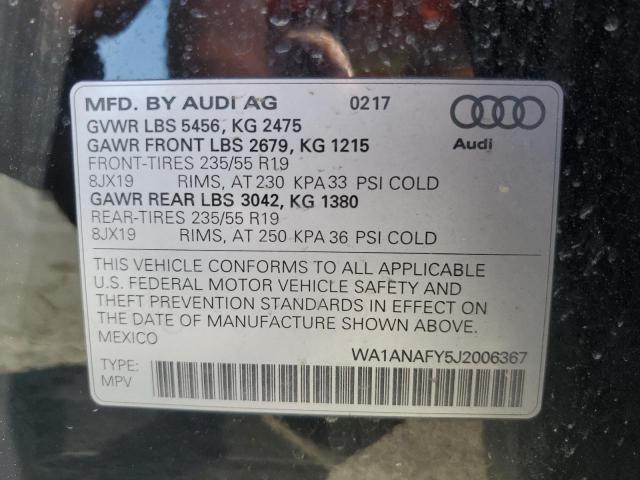 MFD. BY AUDI AG 0217
GVWR LBS 5456, KG 2475
GAWR FRONT LBS 2679, KG 1215
Audi
FRONT-TIRES 235/55 R19
8JX19 RIMS, AT 230 KPA 33 PSI COLD
GAWR REAR LBS 3042, KG 1380
REAR-TIRES 235/55 R19
8JX19 RIMS, AT 250 KPA 36 PSI COLD
THIS VEHICLE CONFORMS TO ALL APPLICABLE
U.S. FEDERAL MOTOR VEHICLE SAFETY AND
THEFT PREVENTION STANDARDS IN EFFECT ON
THE DATE OF MANUFACTURE SHOWN ABOVE.
MEXICO
WA1ANAFY5J2006367
TYPE:
MPV